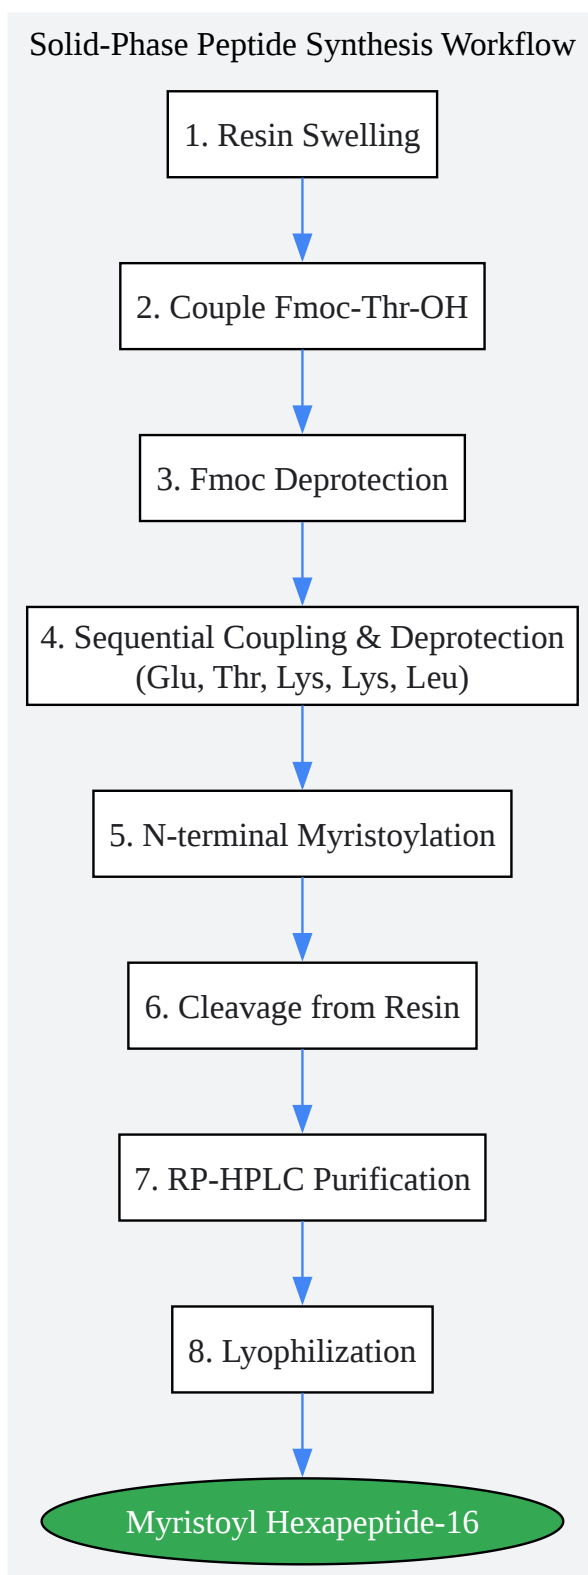 Solid-Phase Peptide Synthesis Workflow
1. Resin Swelling
2. Couple Fmoc-Thr-OH
3. Fmoc Deprotection
4. Sequential Coupling & Deprotection
(Glu, Thr, Lys, Lys, Leu)
5. N-terminal Myristoylation
6. Cleavage from Resin
7. RP-HPLC Purification
8. Lyophilization
Myristoyl Hexapeptide-16